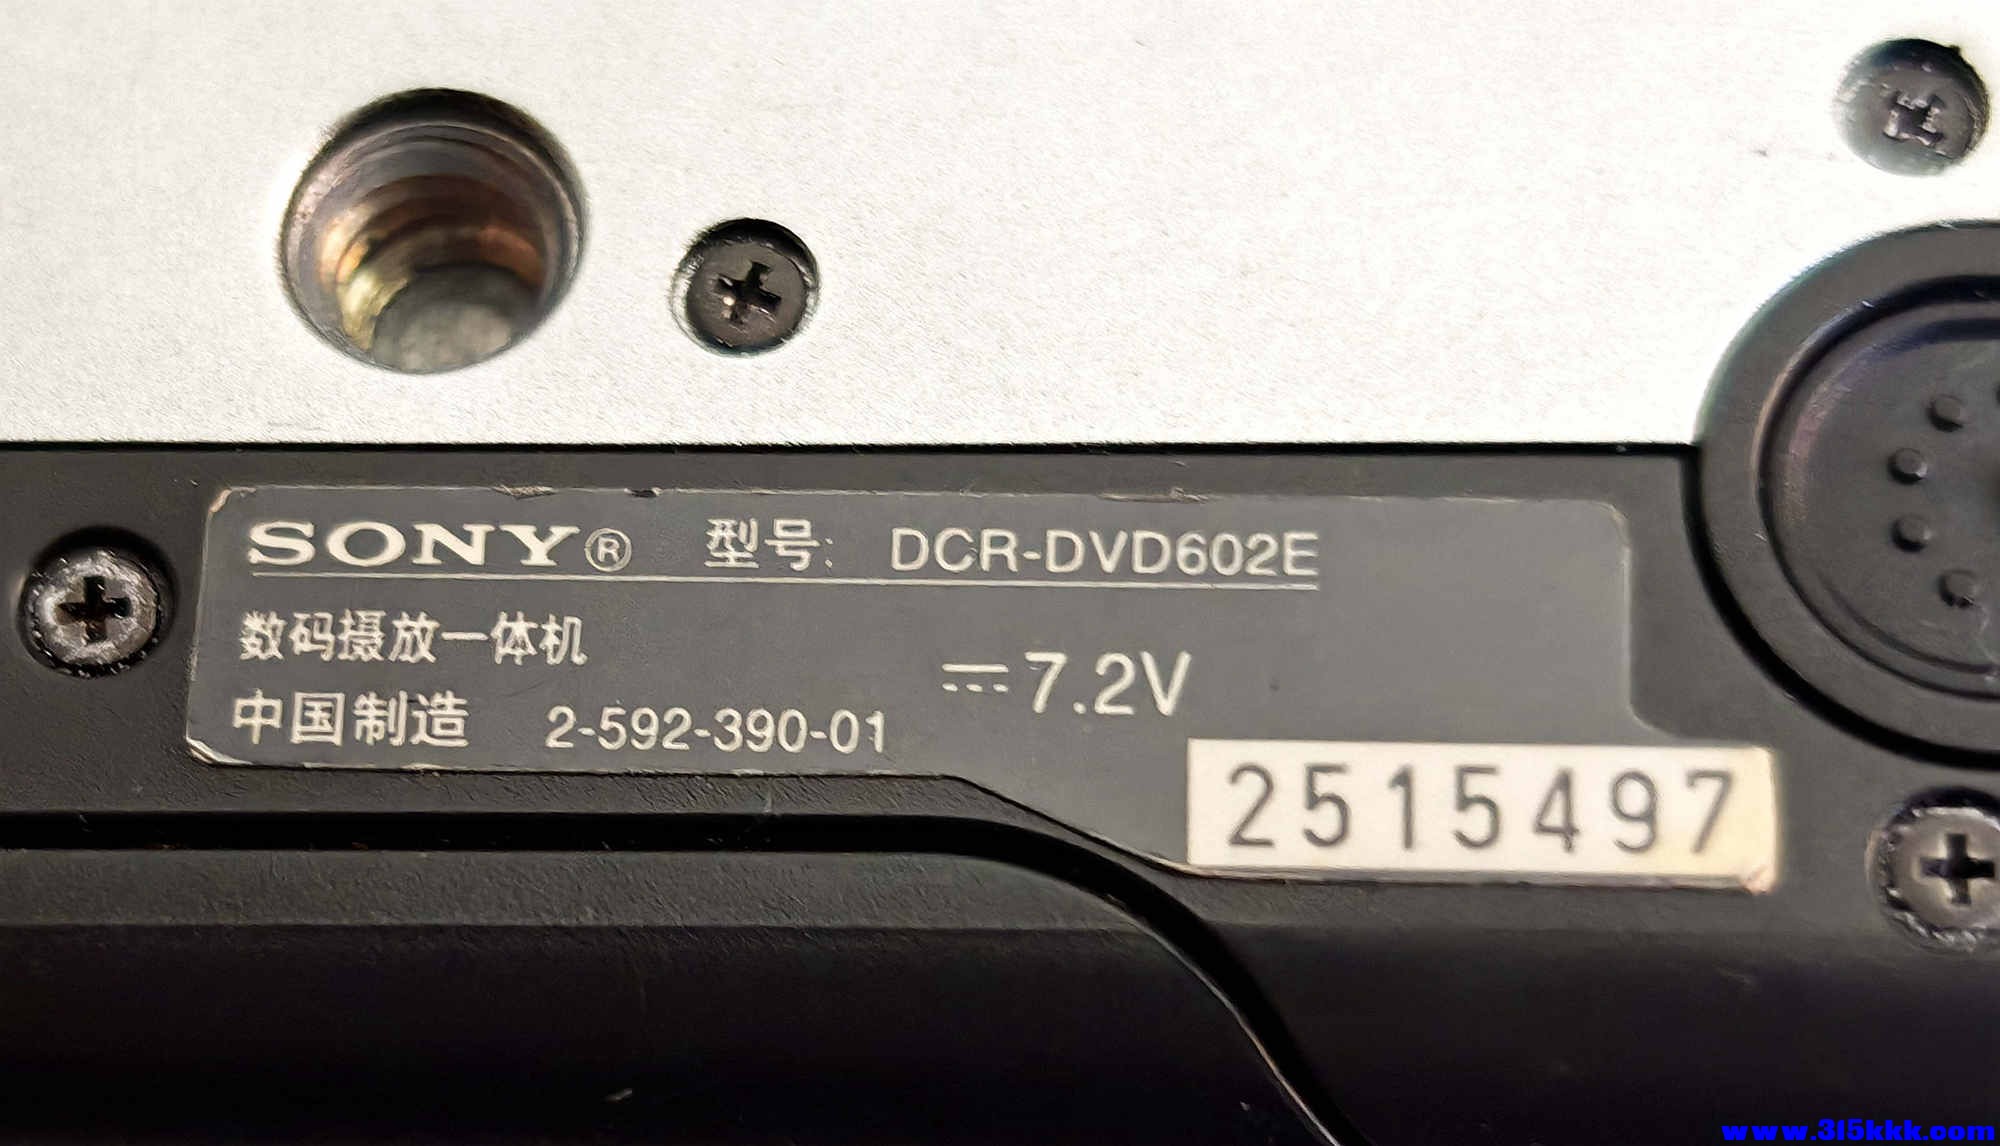 SONY® 型号: DCR-DVD602E
数码摄放一体机
⎓7.2V
中国制造 2-592-390-01
2515497
www.315kkk.com